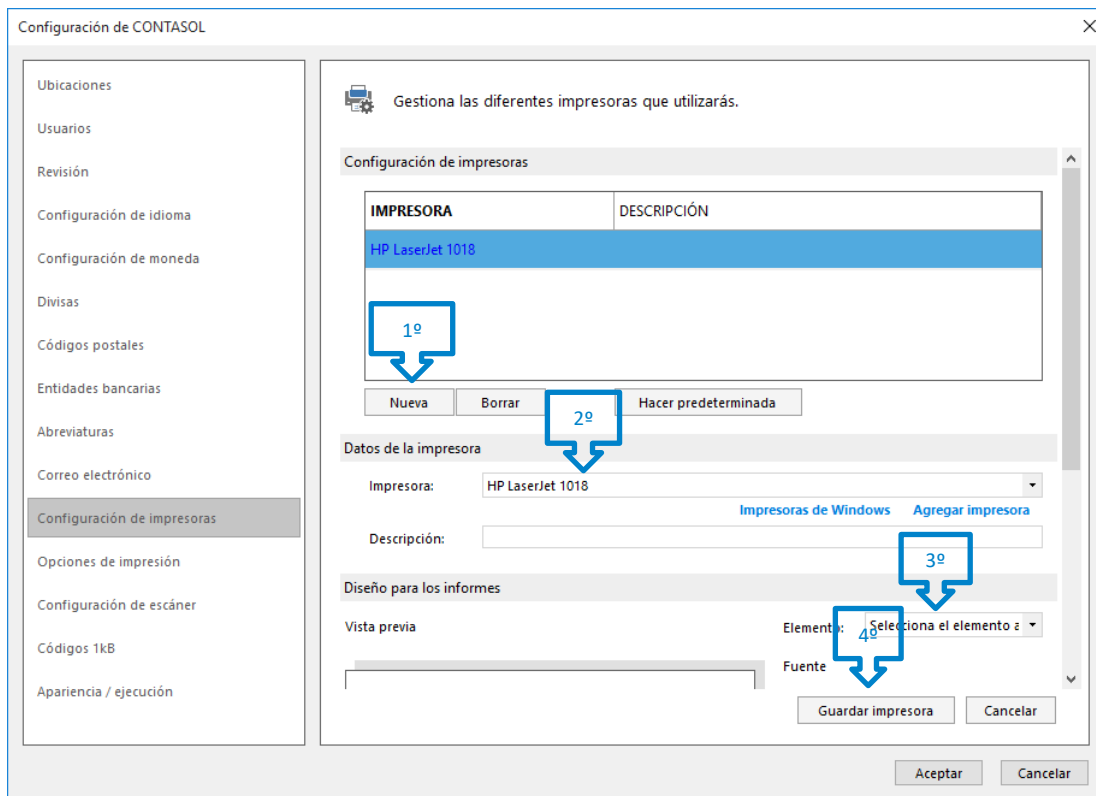 Configuración de CONTASOL
Ubicaciones
Usuarios
Revisión
Configuración de idioma
Configuración de moneda
Divisas
Códigos postales
Entidades bancarias
Abreviaturas
Correo electrónico
Configuración de impresoras
Opciones de impresión
Configuración de escáner
Códigos 1kB
Apariencia / ejecución
Gestiona las diferentes impresoras que utilizarás.
Configuración de impresoras
IMPRESORA DESCRIPCIÓN
HP LaserJet 1018
1º
Nueva Borrar Hacer predeterminada
2º
Datos de la impresora
Impresora: HP LaserJet 1018
Impresoras de Windows Agregar impresora
Descripción:
3º
Diseño para los informes
Vista previa Elemento: Selecciona el elemento a
4º
Fuente
Guardar impresora Cancelar
Aceptar Cancelar